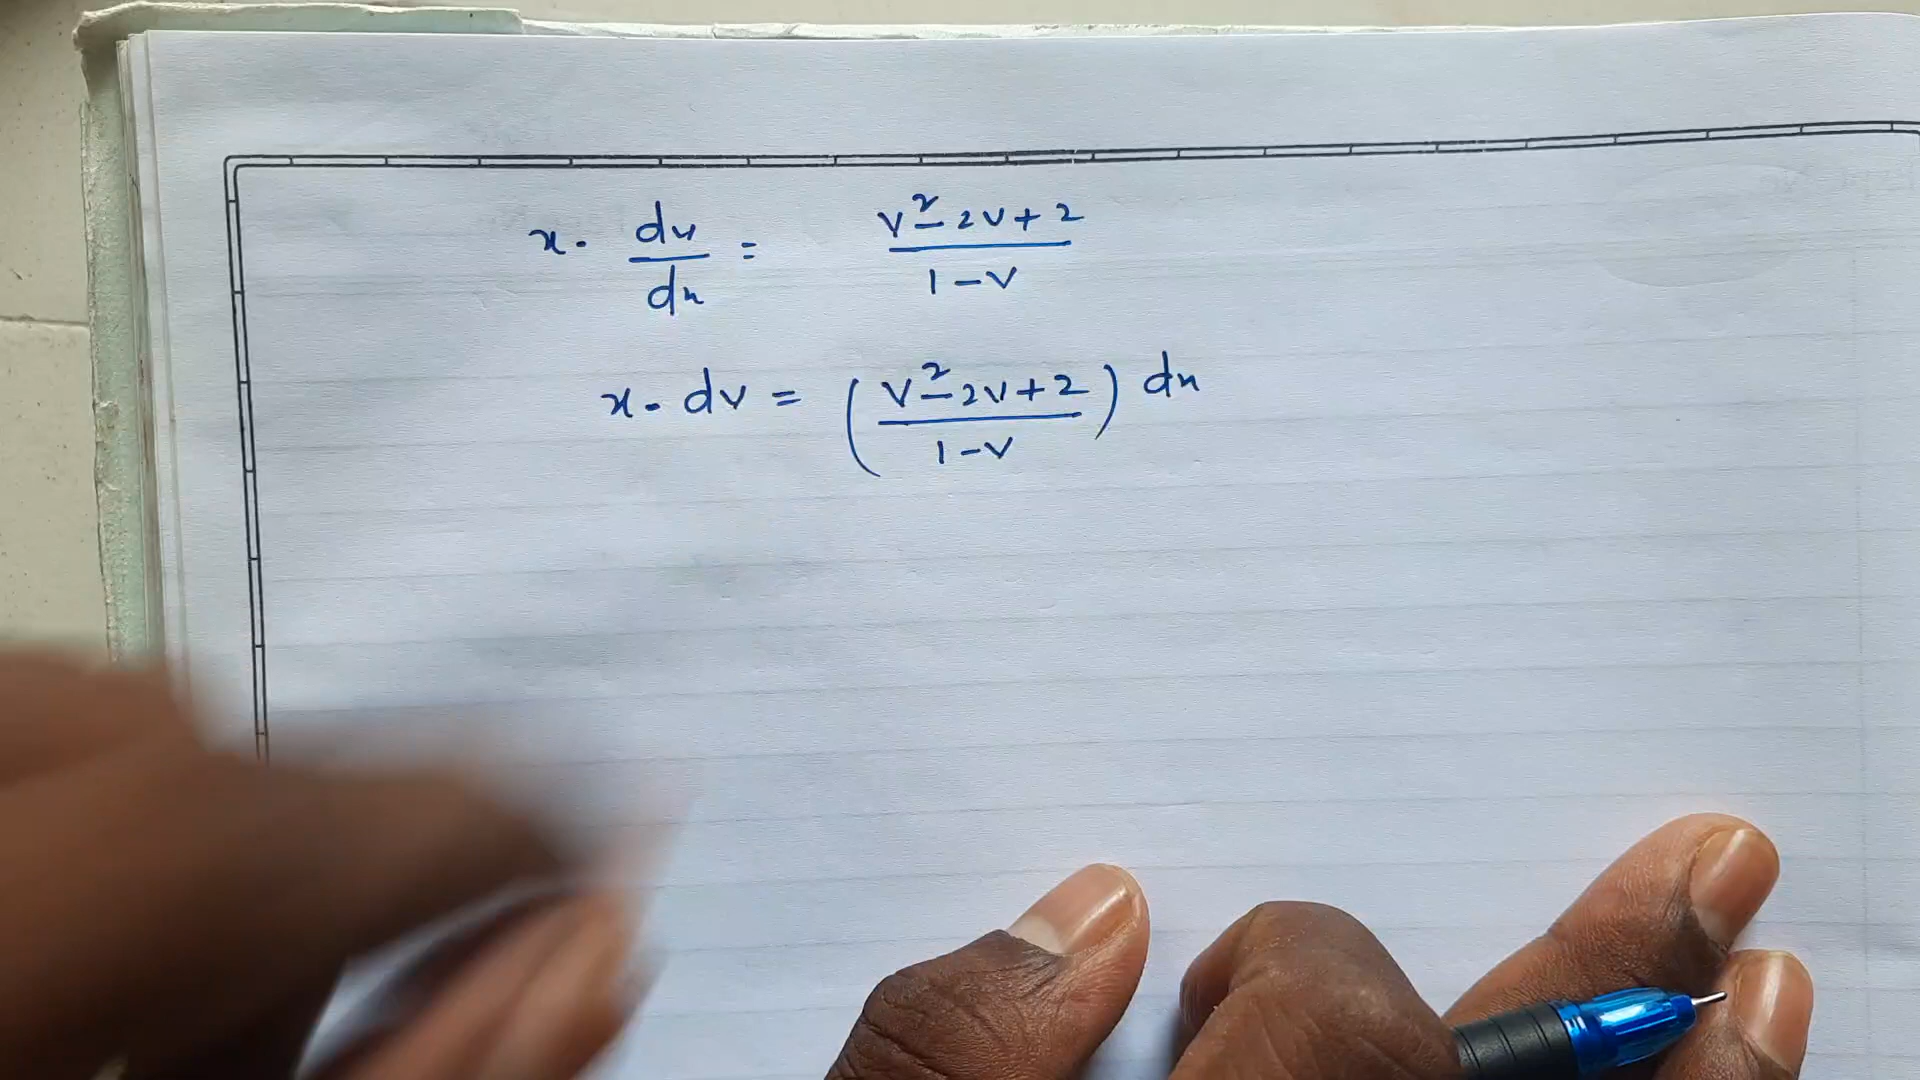 x. dv/dx = v²-2v+2/1-v
x. dv = (v²-2v+2/1-v) dx